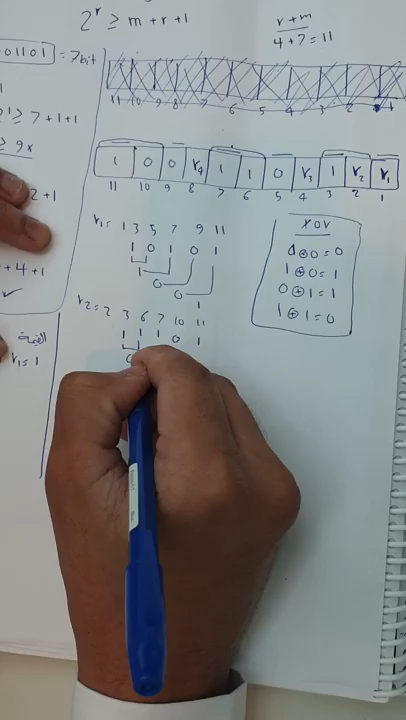 2^r ≥ m + r + 1
r + m
4 + 7 = 11
01101 = 7bit
≥ 7 + 1 + 1
≥ 9 x
2 + 1
+ 4 + 1
✓
القيمة
r₁ = 1
11 10 9 8 7 6 5 4 3 2 1
1 0 0 r₄ 1 1 0 r₃ 1 r₂ r₁
11 10 9 8 7 6 5 4 3 2 1
r₁ = 1 3 5 7 9 11
1 0 1 0 1
1
0
0
1
r₂ = 2 3 6 7 10 11
1 1 1 0 1
0
xor
0 ⊕ 0 = 0
1 ⊕ 0 = 1
0 ⊕ 1 = 1
1 ⊕ 1 = 0